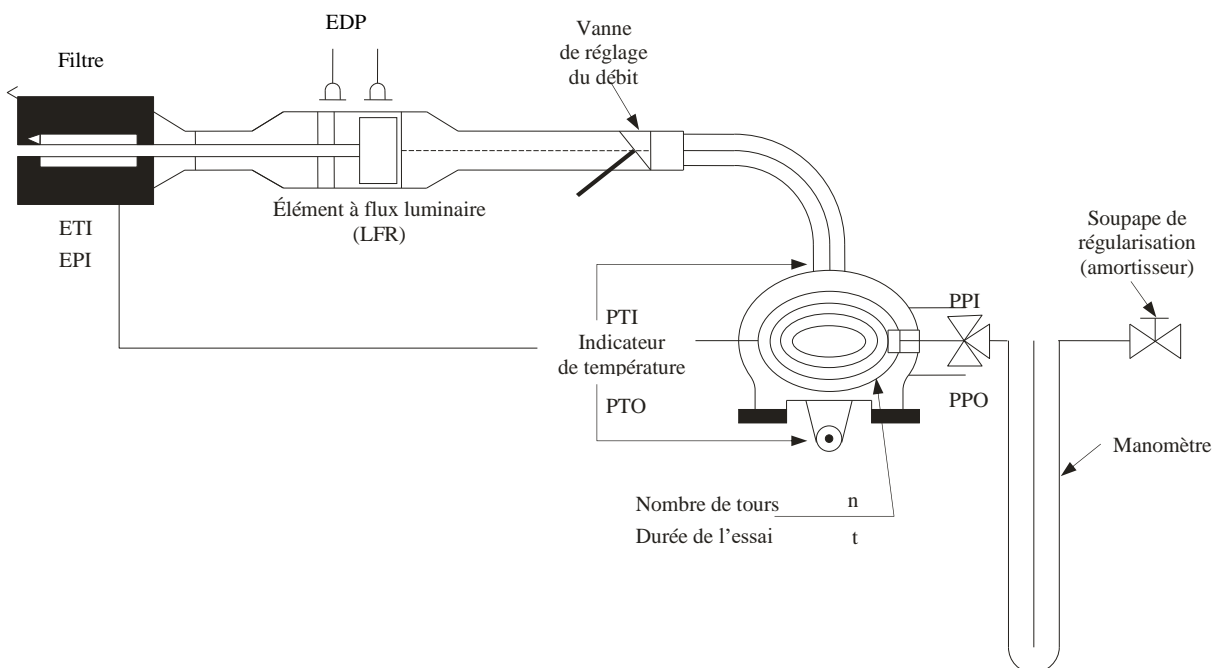 EDP
Filtre
Vanne
de réglage
du débit
Élément à flux luminaire
(LFR)
ETI
EPI
Soupape de
régularisation
(amortisseur)
PTI
Indicateur
de température
PTO
PPI
PPO
Manomètre
Nombre de tours n
Durée de l’essai t